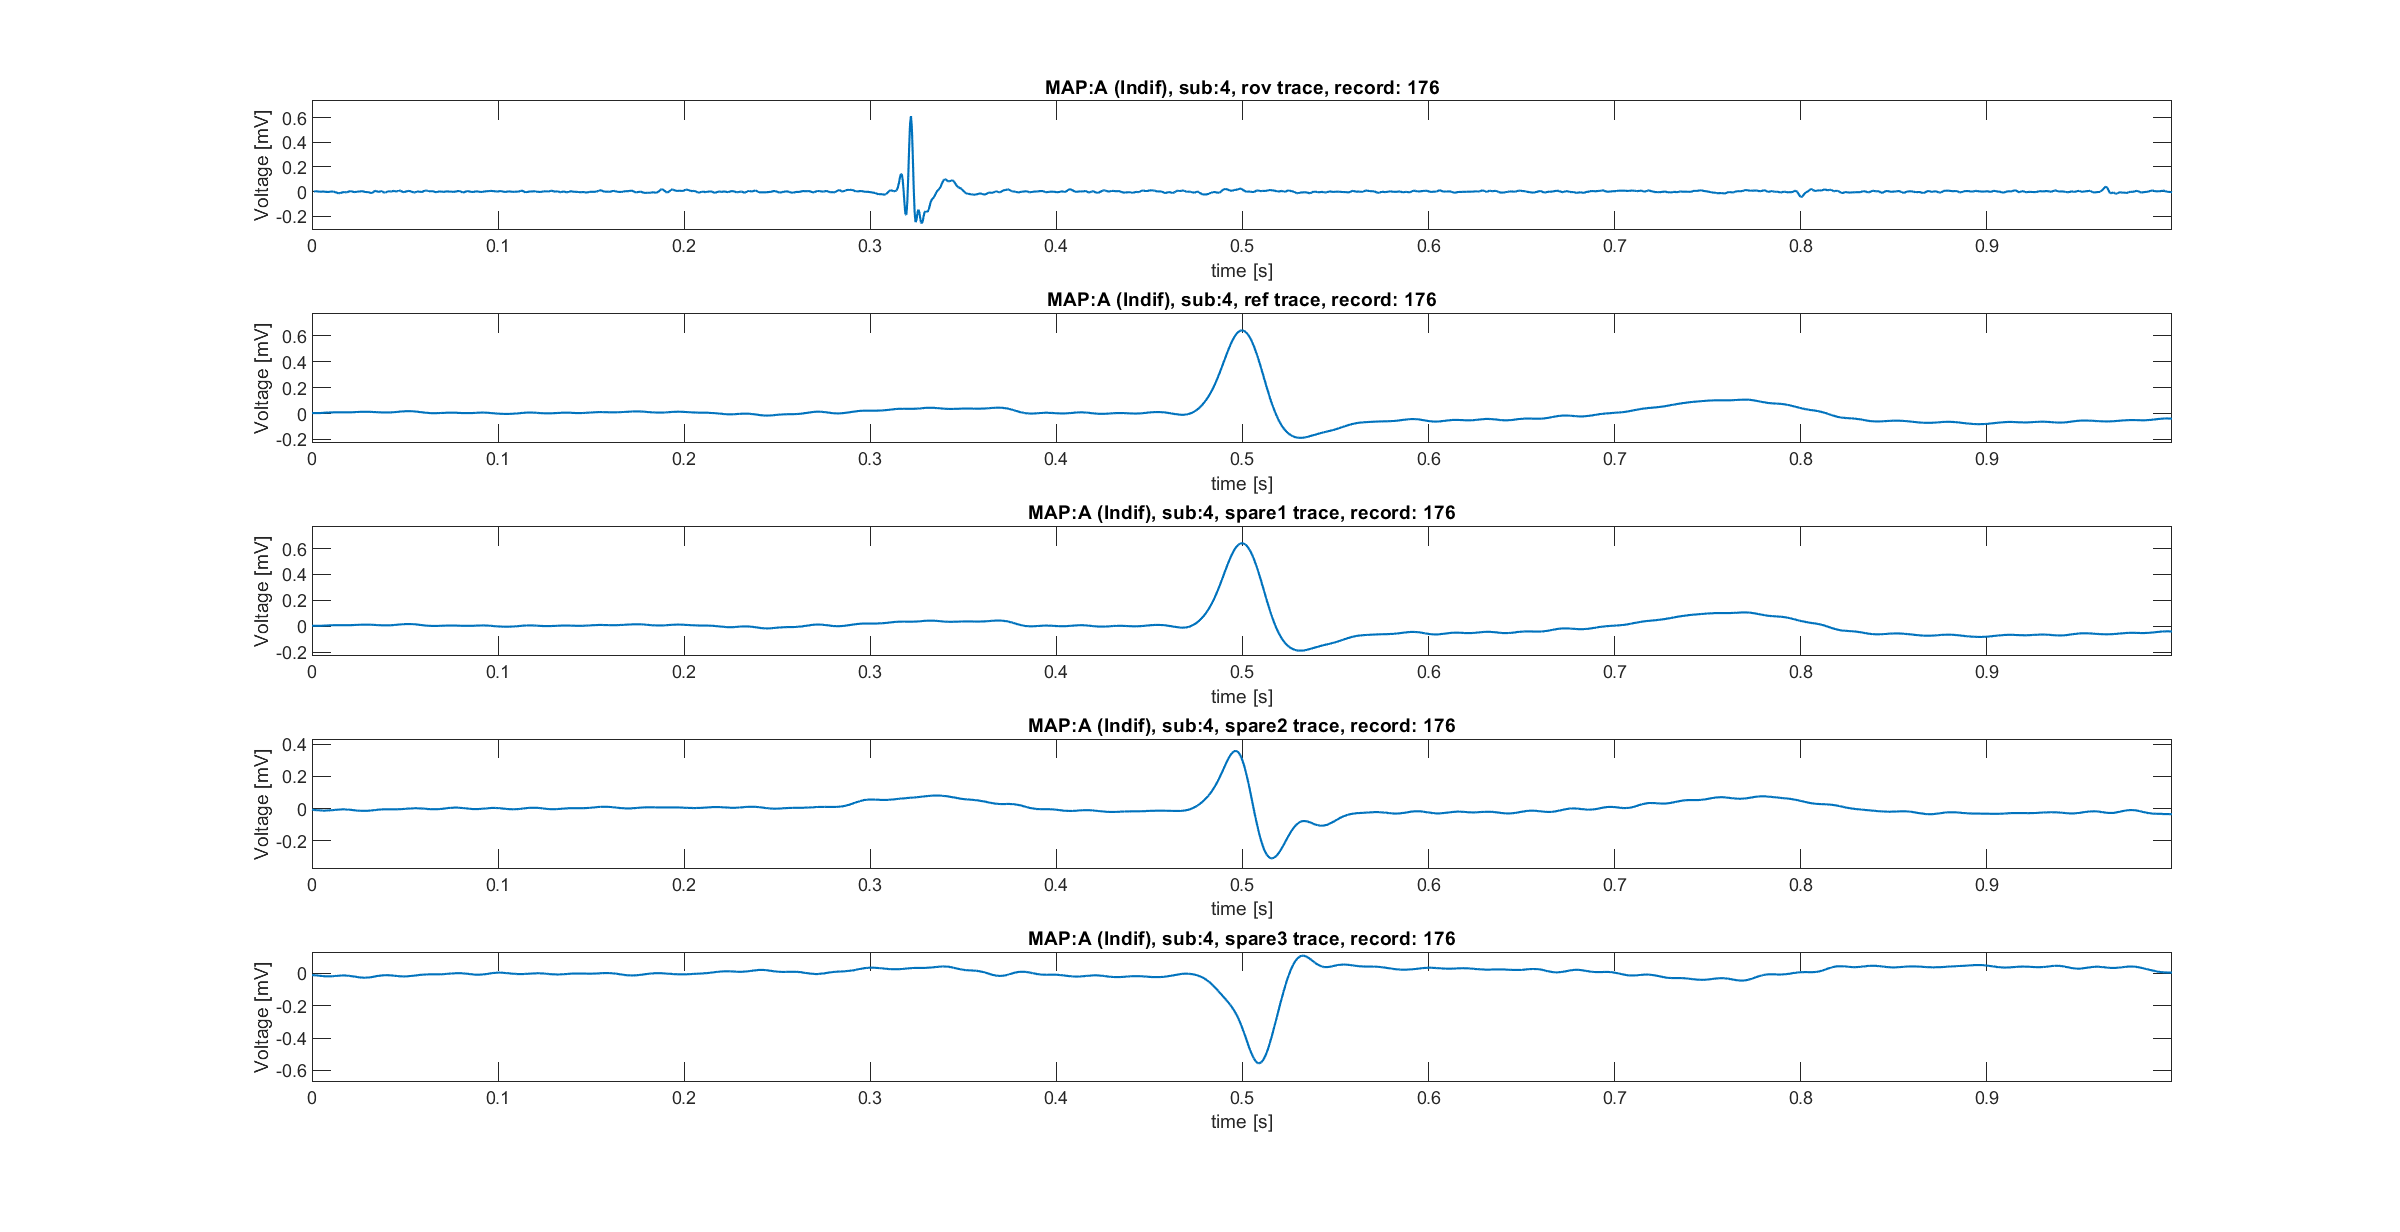 MAP:A (Indif), sub:4, rov trace, record: 176
Voltage [mV]
0.6
0.4
0.2
0
-0.2
0 0.1 0.2 0.3 0.4 0.5 0.6 0.7 0.8 0.9
time [s]
MAP:A (Indif), sub:4, ref trace, record: 176
Voltage [mV]
0.6
0.4
0.2
0
-0.2
0 0.1 0.2 0.3 0.4 0.5 0.6 0.7 0.8 0.9
time [s]
MAP:A (Indif), sub:4, spare1 trace, record: 176
Voltage [mV]
0.6
0.4
0.2
0
-0.2
0 0.1 0.2 0.3 0.4 0.5 0.6 0.7 0.8 0.9
time [s]
MAP:A (Indif), sub:4, spare2 trace, record: 176
Voltage [mV]
0.4
0.2
0
-0.2
0 0.1 0.2 0.3 0.4 0.5 0.6 0.7 0.8 0.9
time [s]
MAP:A (Indif), sub:4, spare3 trace, record: 176
Voltage [mV]
0
-0.2
-0.4
-0.6
0 0.1 0.2 0.3 0.4 0.5 0.6 0.7 0.8 0.9
time [s]